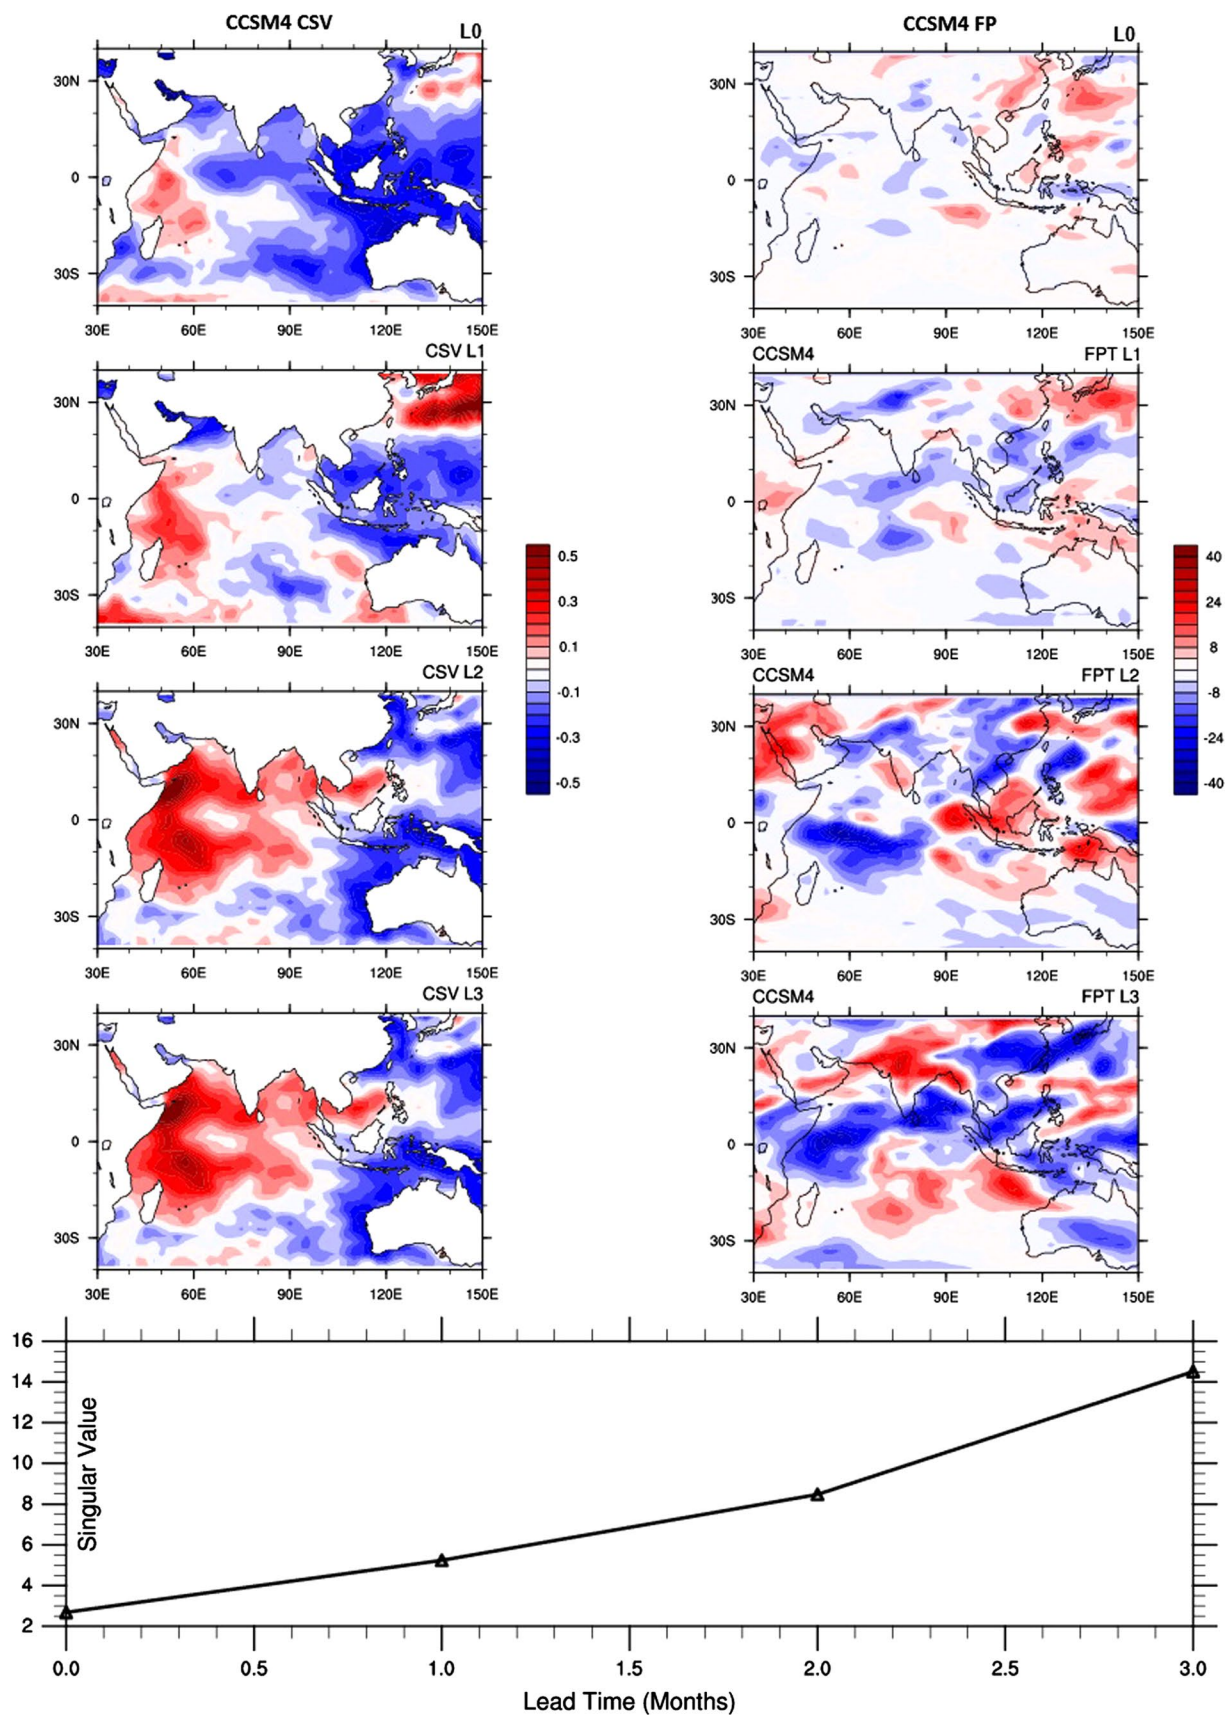 CCSM4 CSV
L0
30N
0
30S
30E 60E 90E 120E 150E
CCSM4 FP
L0
30N
0
30S
30E 60E 90E 120E 150E
CSV L1
30N
0
30S
30E 60E 90E 120E 150E
CCSM4 FPT L1
30N
0
30S
30E 60E 90E 120E 150E
0.5
0.3
0.1
-0.1
-0.3
-0.5
40
24
8
-8
-24
-40
CSV L2
30N
0
30S
30E 60E 90E 120E 150E
CCSM4 FPT L2
30N
0
30S
30E 60E 90E 120E 150E
CSV L3
30N
0
30S
30E 60E 90E 120E 150E
CCSM4 FPT L3
30N
0
30S
30E 60E 90E 120E 150E
16
14
12
10
8
6
4
2
Singular Value
0.0 0.5 1.0 1.5 2.0 2.5 3.0
Lead Time (Months)